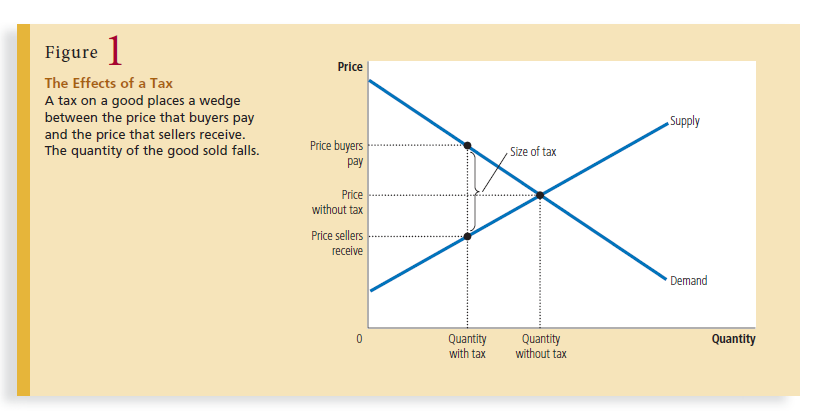 Figure 1
The Effects of a Tax
A tax on a good places a wedge
between the price that buyers pay
and the price that sellers receive.
The quantity of the good sold falls.
Price
Price buyers
pay
Price
without tax
Price sellers
receive
Size of tax
Supply
Demand
0
Quantity
with tax
Quantity
without tax
Quantity